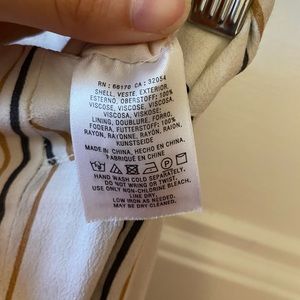 RN : 66170 CA : 32054
SHELL, VESTE, EXTERIOR,
ESTERNO, OBERSTOFF: 100%
VISCOSE, VISCOSE, VISCOSA,
VISCOSA, VISKOSE:
LINING, DOUBLURE, FORRO,
FODERA, FUTTERSTOFF: 100%
RAYON, RAYONNE, RAYON, RAION,
KUNSTSEIDE
MADE IN CHINA, HECHO EN CHINA,
FABRIQUÉ EN CHINE
HAND WASH COLD SEPARATELY.
DO NOT WRING OR TWIST.
USE ONLY NON-CHLORINE BLEACH.
LINE DRY.
LOW IRON AS NEEDED.
MAY BE DRY CLEANED.